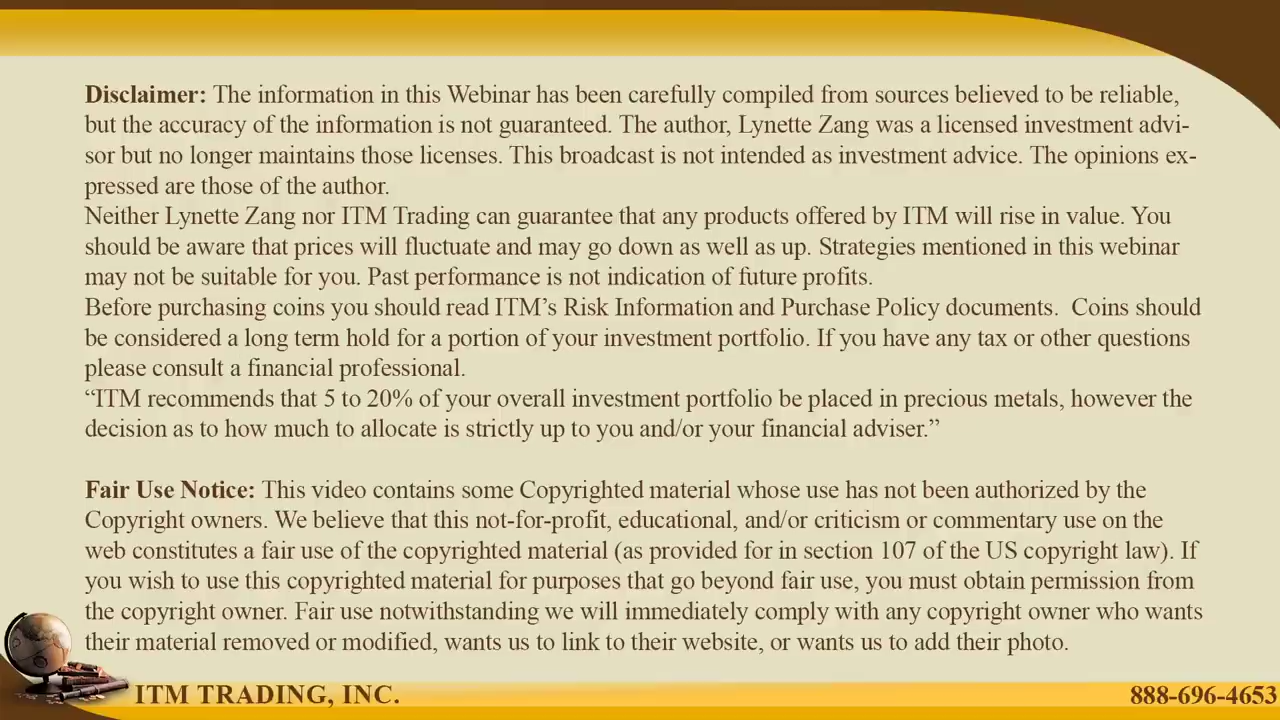 Disclaimer: The information in this Webinar has been carefully compiled from sources believed to be reliable,
but the accuracy of the information is not guaranteed. The author, Lynette Zang was a licensed investment advi-
sor but no longer maintains those licenses. This broadcast is not intended as investment advice. The opinions ex-
pressed are those of the author.
Neither Lynette Zang nor ITM Trading can guarantee that any products offered by ITM will rise in value. You
should be aware that prices will fluctuate and may go down as well as up. Strategies mentioned in this webinar
may not be suitable for you. Past performance is not indication of future profits.
Before purchasing coins you should read ITM’s Risk Information and Purchase Policy documents.  Coins should
be considered a long term hold for a portion of your investment portfolio. If you have any tax or other questions
please consult a financial professional.
“ITM recommends that 5 to 20% of your overall investment portfolio be placed in precious metals, however the
decision as to how much to allocate is strictly up to you and/or your financial adviser.”
Fair Use Notice: This video contains some Copyrighted material whose use has not been authorized by the
Copyright owners. We believe that this not-for-profit, educational, and/or criticism or commentary use on the
web constitutes a fair use of the copyrighted material (as provided for in section 107 of the US copyright law). If
you wish to use this copyrighted material for purposes that go beyond fair use, you must obtain permission from
the copyright owner. Fair use notwithstanding we will immediately comply with any copyright owner who wants
their material removed or modified, wants us to link to their website, or wants us to add their photo.
ITM TRADING, INC.
888-696-4653